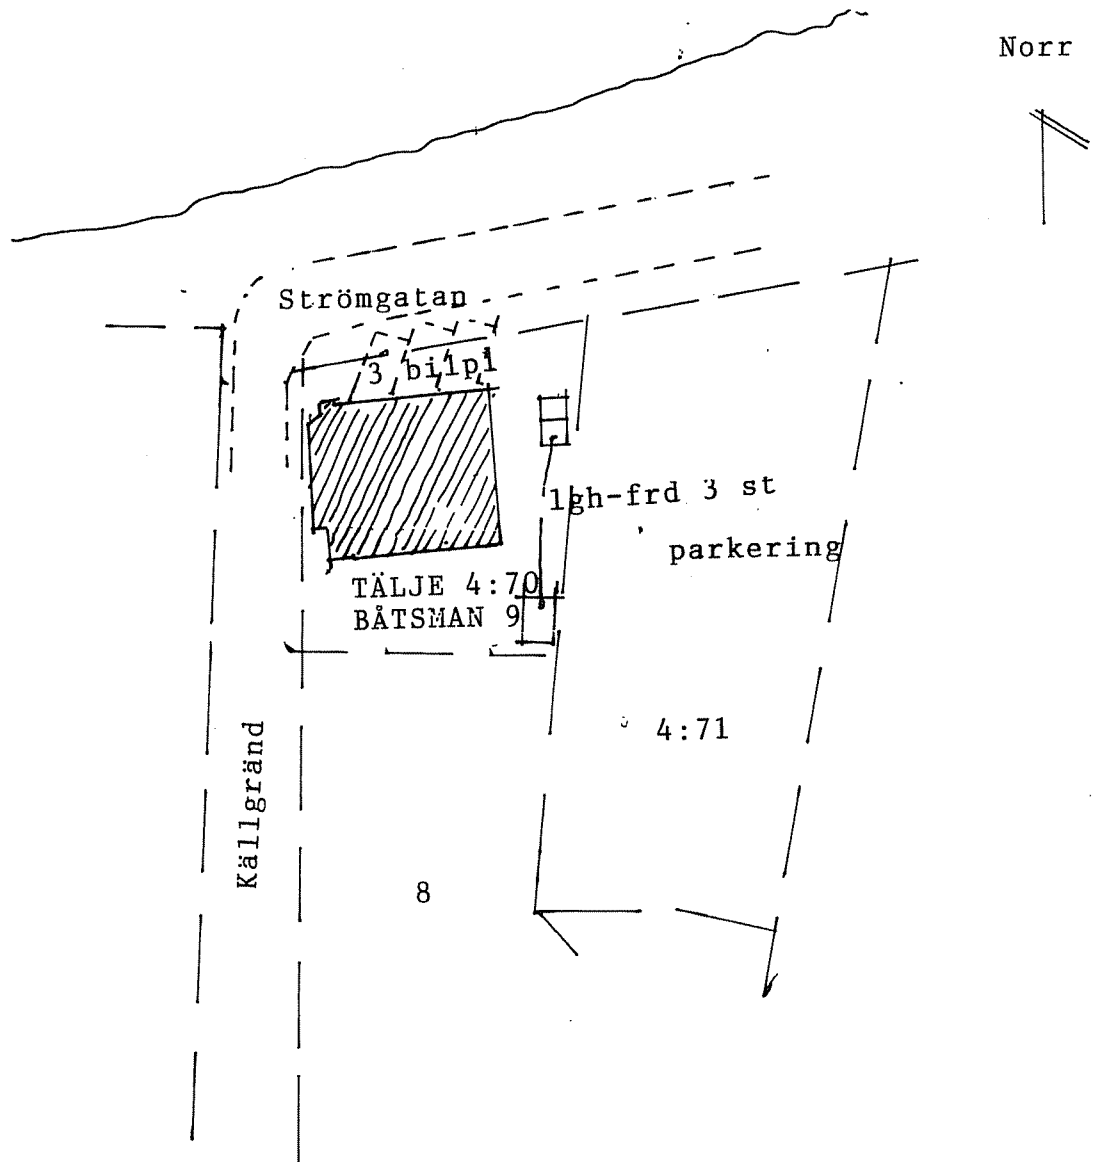 Norr
Strömgatan
3 bilpl
lgh-frd 3 st
parkering
TÄLJE 4:70
BÅTSMAN 9
4:71
Källgränd
8